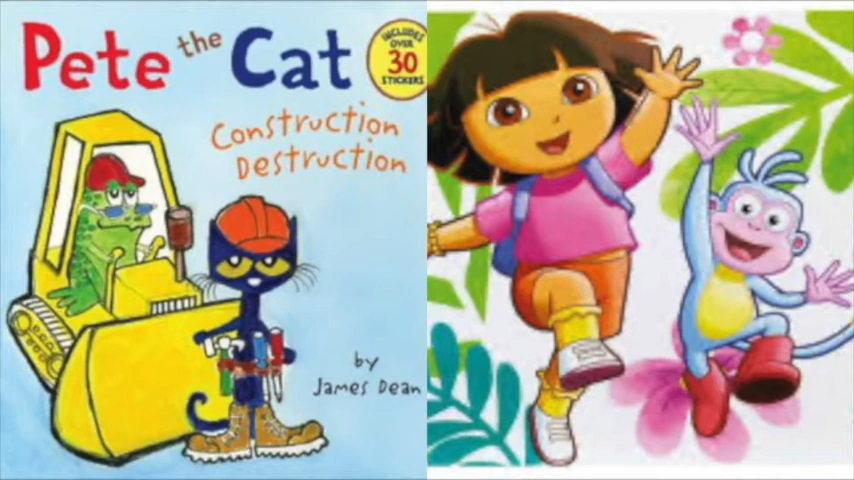 Pete the Cat
INCLUDES
OVER
30
STICKERS
Construction
Destruction
by
James Dean